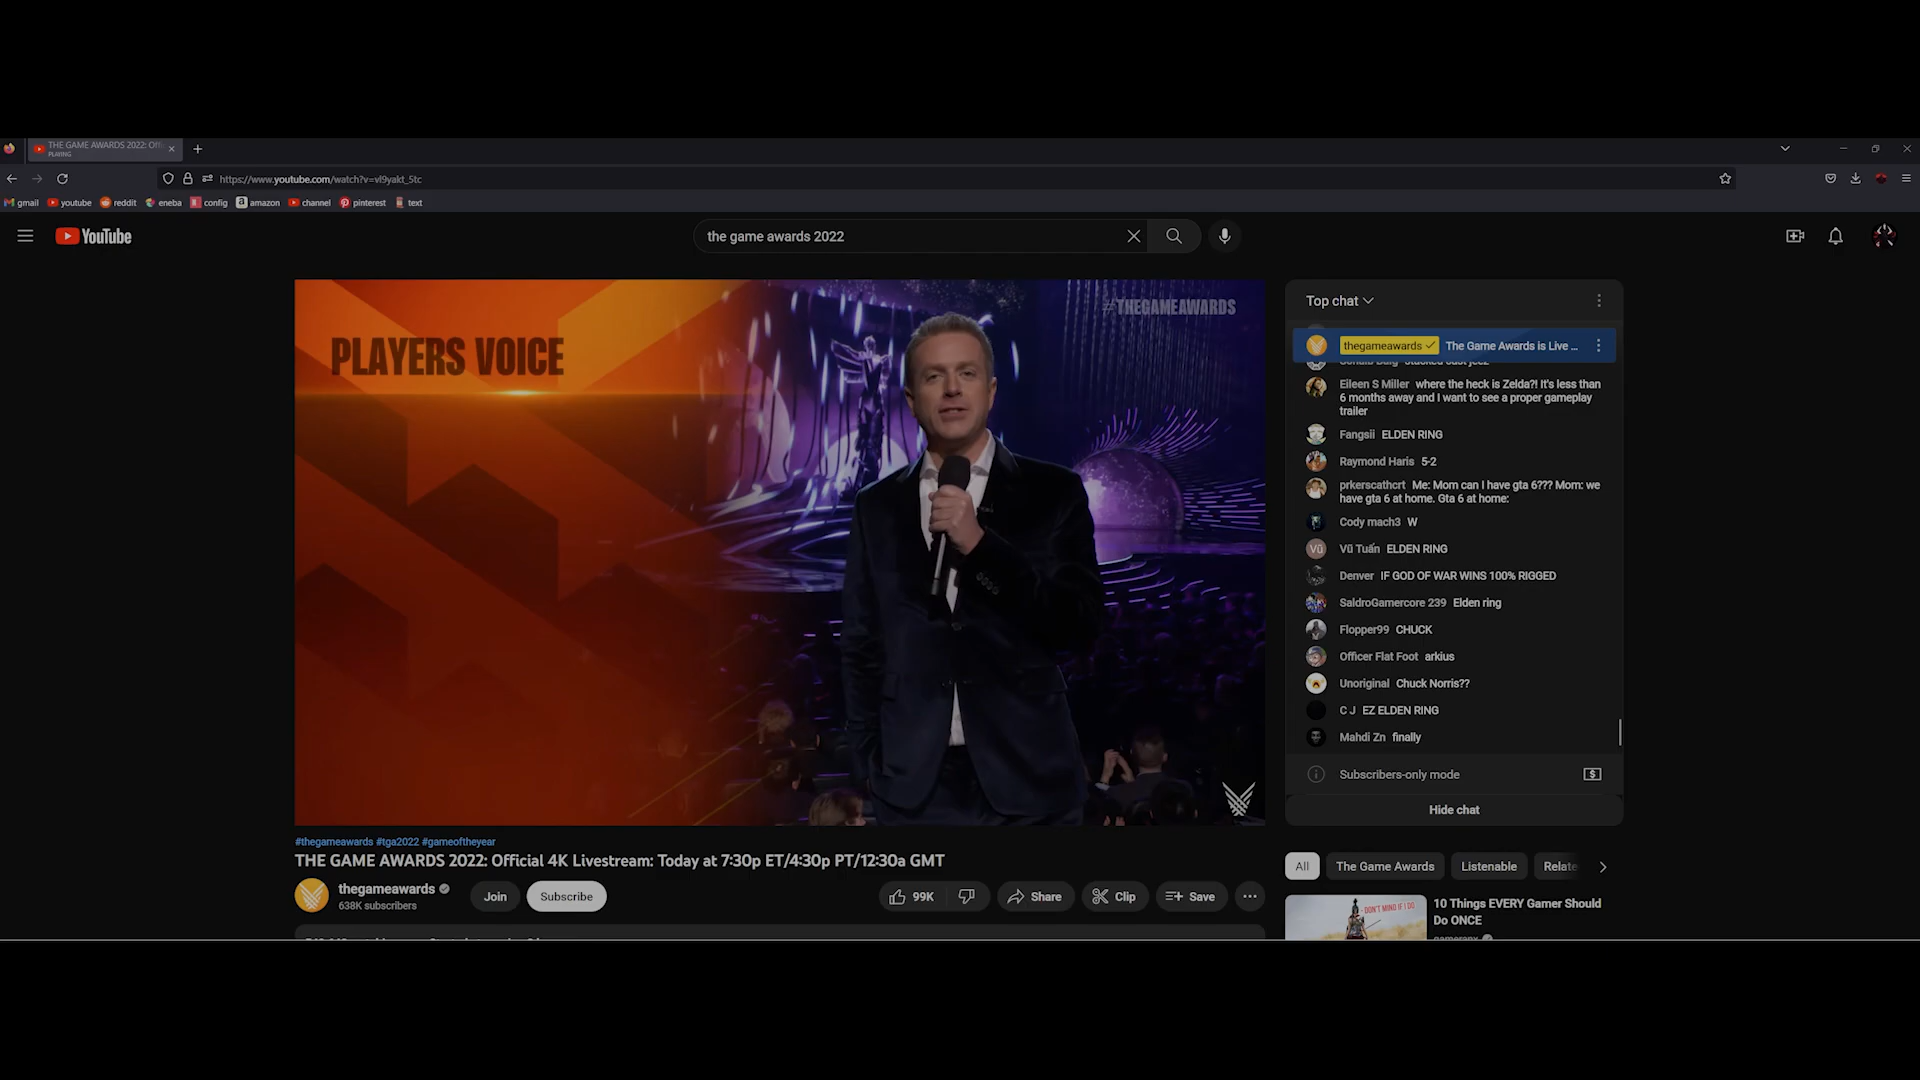 THE GAME AWARDS 2022: Offi
PLAYING
https://www.youtube.com/watch?v=vl9yakt_5tc
gmail youtube reddit eneba config amazon channel pinterest text
YouTube
the game awards 2022
PLAYERS VOICE
#THEGAMEAWARDS
Top chat
thegameawards The Game Awards is Live ...
Eileen S Miller where the heck is Zelda?! It's less than
6 months away and I want to see a proper gameplay
trailer
Fangsii ELDEN RING
Raymond Haris 5-2
prkerscathcrt Me: Mom can I have gta 6??? Mom: we
have gta 6 at home. Gta 6 at home:
Cody mach3 W
Vũ
Vũ Tuấn ELDEN RING
Denver IF GOD OF WAR WINS 100% RIGGED
SaldroGamercore 239 Elden ring
Flopper99 CHUCK
Officer Flat Foot arkius
Unoriginal Chuck Norris??
C J EZ ELDEN RING
Mahdi Zn finally
Subscribers-only mode
Hide chat
#thegameawards #tga2022 #gameoftheyear
THE GAME AWARDS 2022: Official 4K Livestream: Today at 7:30p ET/4:30p PT/12:30a GMT
thegameawards
638K subscribers
Join
Subscribe
99K
Share
Clip
Save
All The Game Awards Listenable Relate
DON'T MIND IF I DO
10 Things EVERY Gamer Should
Do ONCE
gameranx